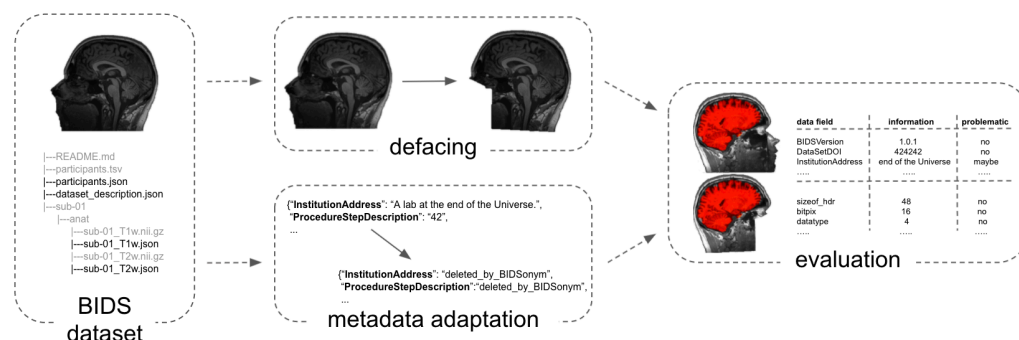 |---README.md
|---participants.tsv
|---participants.json
|---dataset_description.json
|---sub-01
|---anat
|---sub-01_T1w.nii.gz
|---sub-01_T1w.json
|---sub-01_T2w.nii.gz
|---sub-01_T2w.json
BIDS
dataset
defacing
{“InstitutionAddress”: “A lab at the end of the Universe.”,
“ProcedureStepDescription”: “42”,
...
{“InstitutionAddress”: “deleted_by_BIDSonym”,
“ProcedureStepDescription”:“deleted_by_BIDSonym”,
...
metadata adaptation
data field information problematic
BIDSVersion 1.0.1 no
DataSetDOI 424242 no
InstitutionAddress end of the Universe maybe
..... ..... .....
sizeof_hdr 48 no
bitpix 16 no
datatype 4 no
..... ..... .....
evaluation